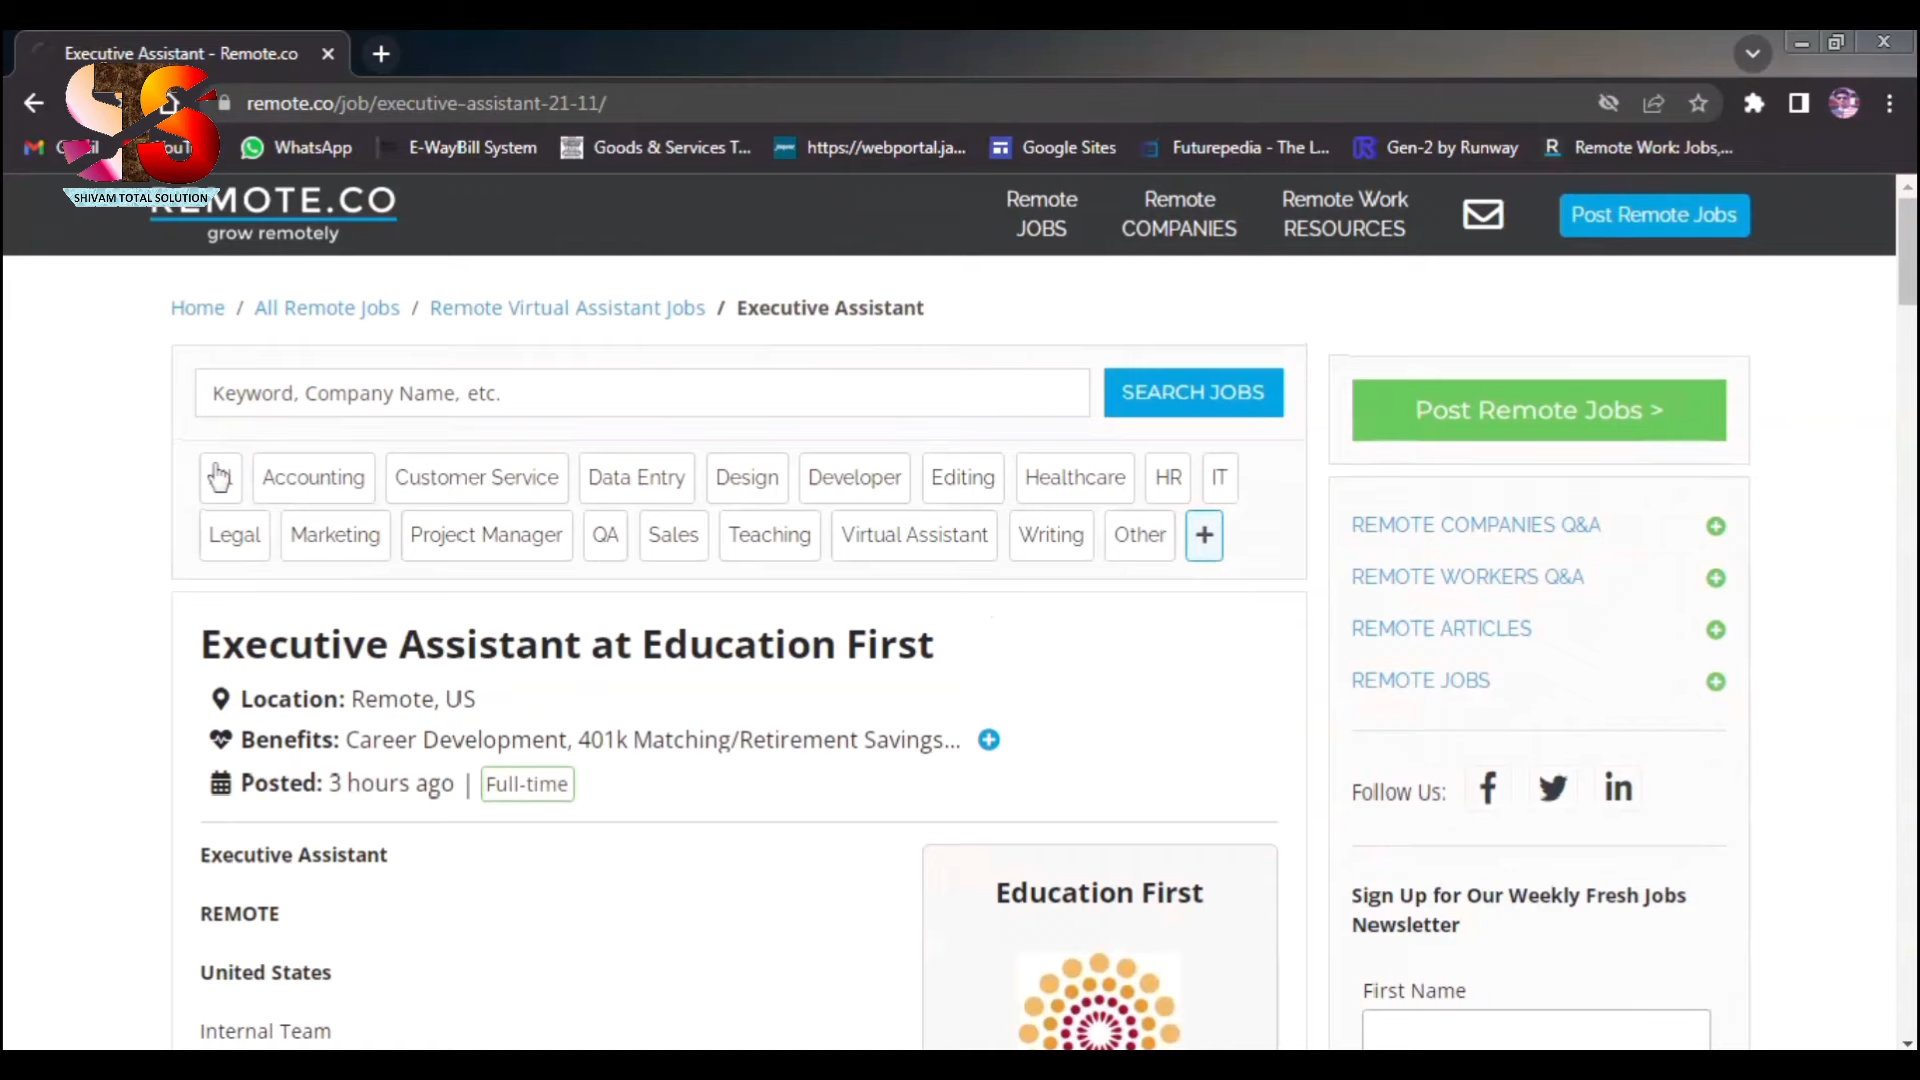 Executive Assistant - Remote.co
remote.co/job/executive-assistant-21-11/
WhatsApp
E-WayBill System
Goods & Services T...
https://webportal.ja...
Google Sites
Futurepedia - The L...
Gen-2 by Runway
Remote Work: Jobs,...
SHIVAM TOTAL SOLUTION
REMOTE.CO
grow remotely
Remote JOBS
Remote COMPANIES
Remote Work RESOURCES
Post Remote Jobs
Home / All Remote Jobs / Remote Virtual Assistant Jobs / Executive Assistant
Keyword, Company Name, etc.
SEARCH JOBS
Accounting
Customer Service
Data Entry
Design
Developer
Editing
Healthcare
HR
IT
Legal
Marketing
Project Manager
QA
Sales
Teaching
Virtual Assistant
Writing
Other
+
Executive Assistant at Education First
Location: Remote, US
Benefits: Career Development, 401k Matching/Retirement Savings...
Posted: 3 hours ago | Full-time
Executive Assistant
REMOTE
United States
Internal Team
Education First
Post Remote Jobs >
REMOTE COMPANIES Q&A
REMOTE WORKERS Q&A
REMOTE ARTICLES
REMOTE JOBS
Follow Us:
Sign Up for Our Weekly Fresh Jobs
Newsletter
First Name